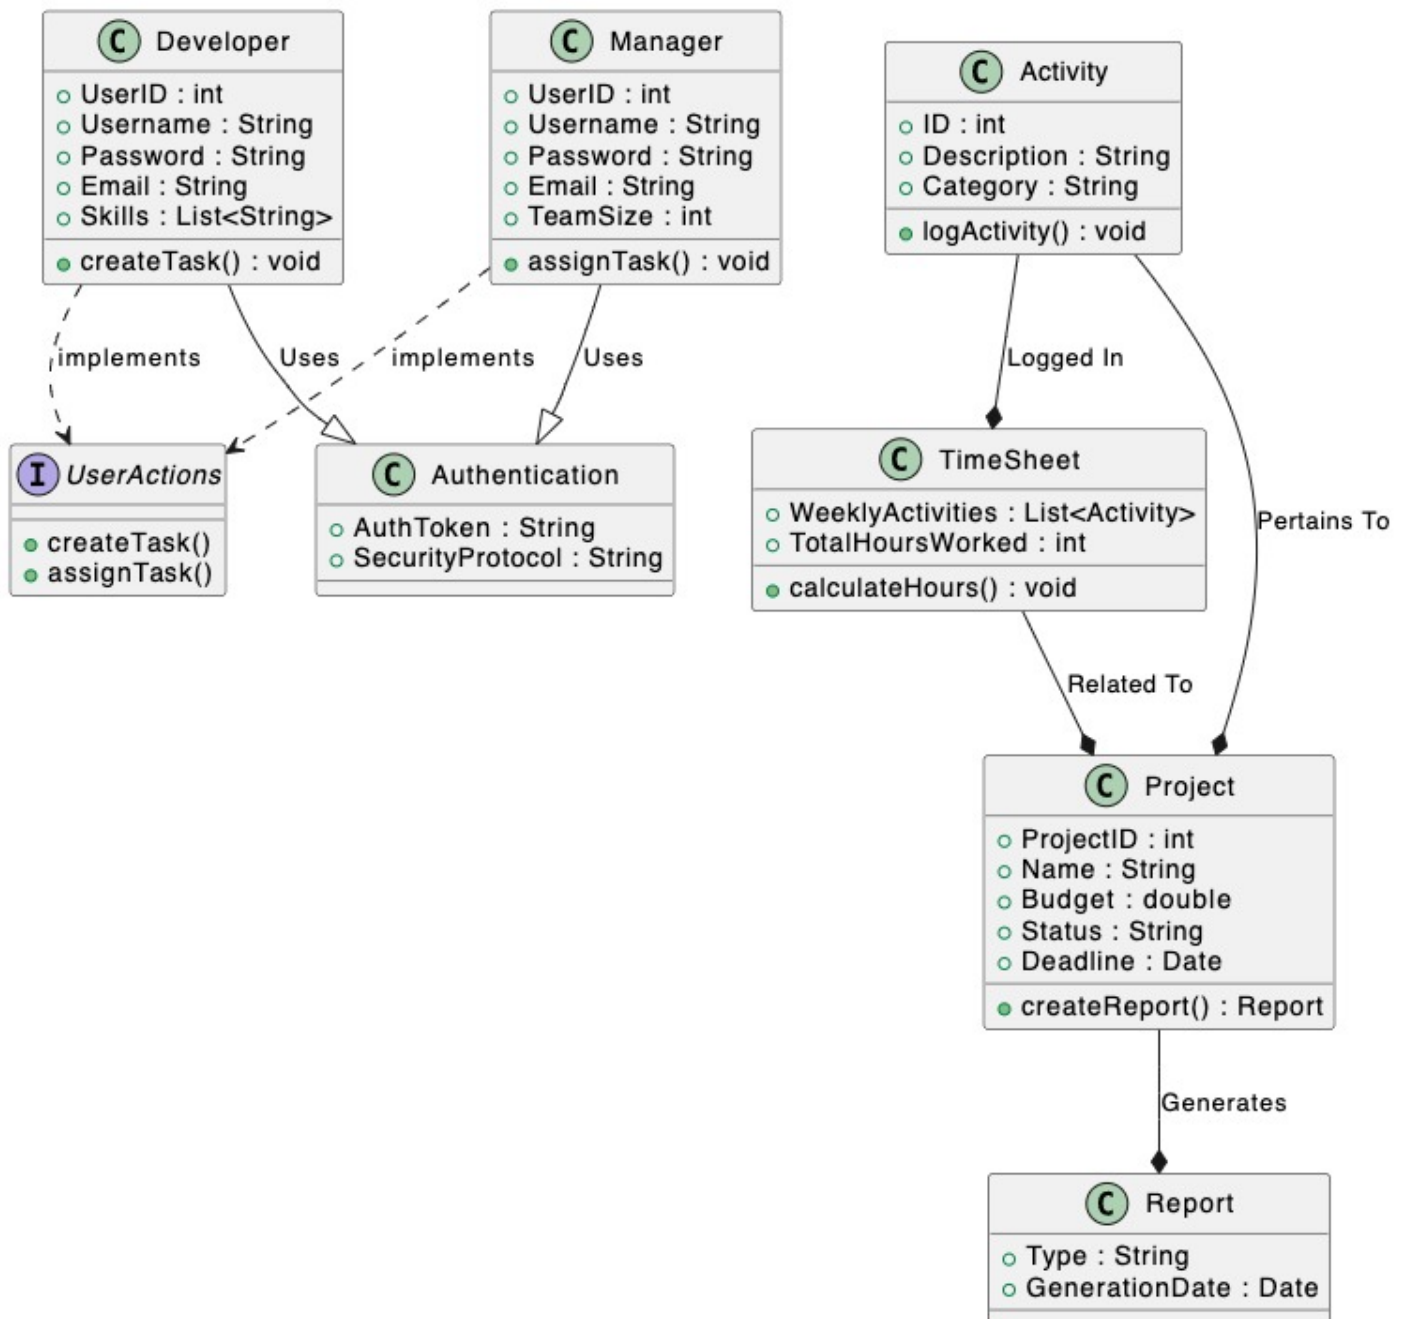 C Developer
UserID : int
Username : String
Password : String
Email : String
Skills : List<String>
createTask() : void
C Manager
UserID : int
Username : String
Password : String
Email : String
TeamSize : int
assignTask() : void
C Activity
ID : int
Description : String
Category : String
logActivity() : void
implements
Uses
implements
Uses
Logged In
I UserActions
createTask()
assignTask()
C Authentication
AuthToken : String
SecurityProtocol : String
C TimeSheet
WeeklyActivities : List<Activity>
TotalHoursWorked : int
calculateHours() : void
Pertains To
Related To
C Project
ProjectID : int
Name : String
Budget : double
Status : String
Deadline : Date
createReport() : Report
Generates
C Report
Type : String
GenerationDate : Date